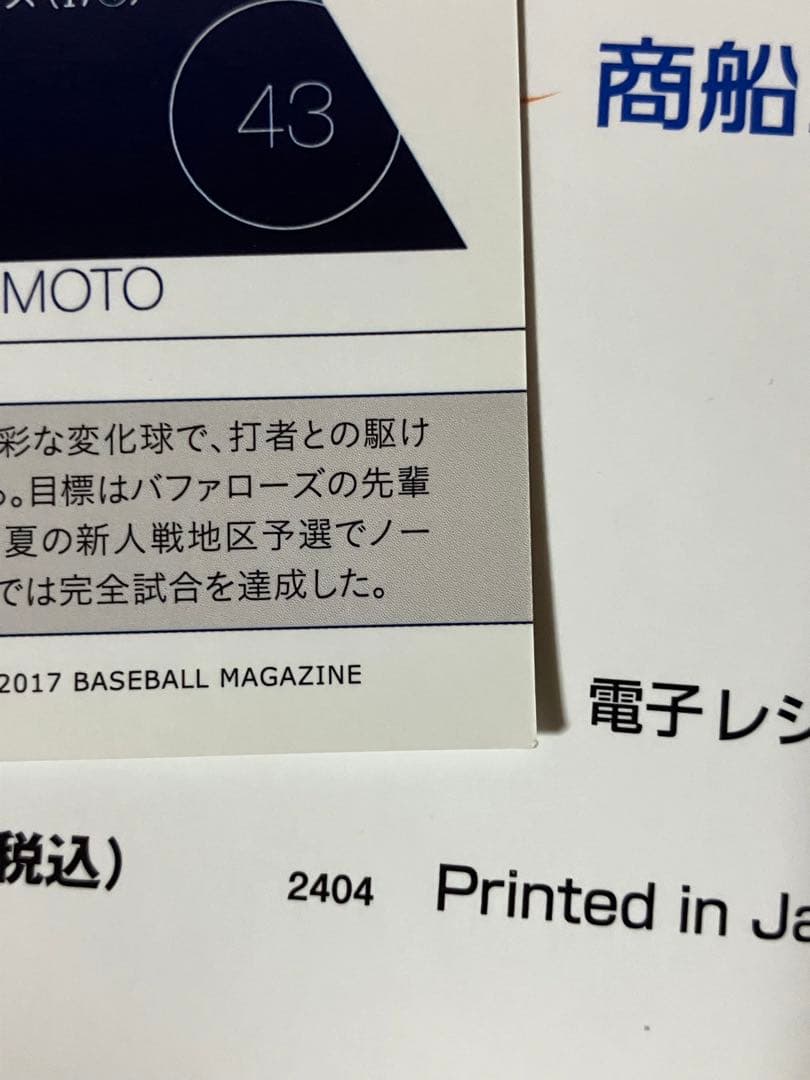 43
商船
MOTO
彩な変化球で、打者との駆け
る。目標はバファローズの先輩
夏の新人戦地区予選でノー
では完全試合を達成した。
2017 BASEBALL MAGAZINE
電子レシ
税込)
2404 Printed in Ja